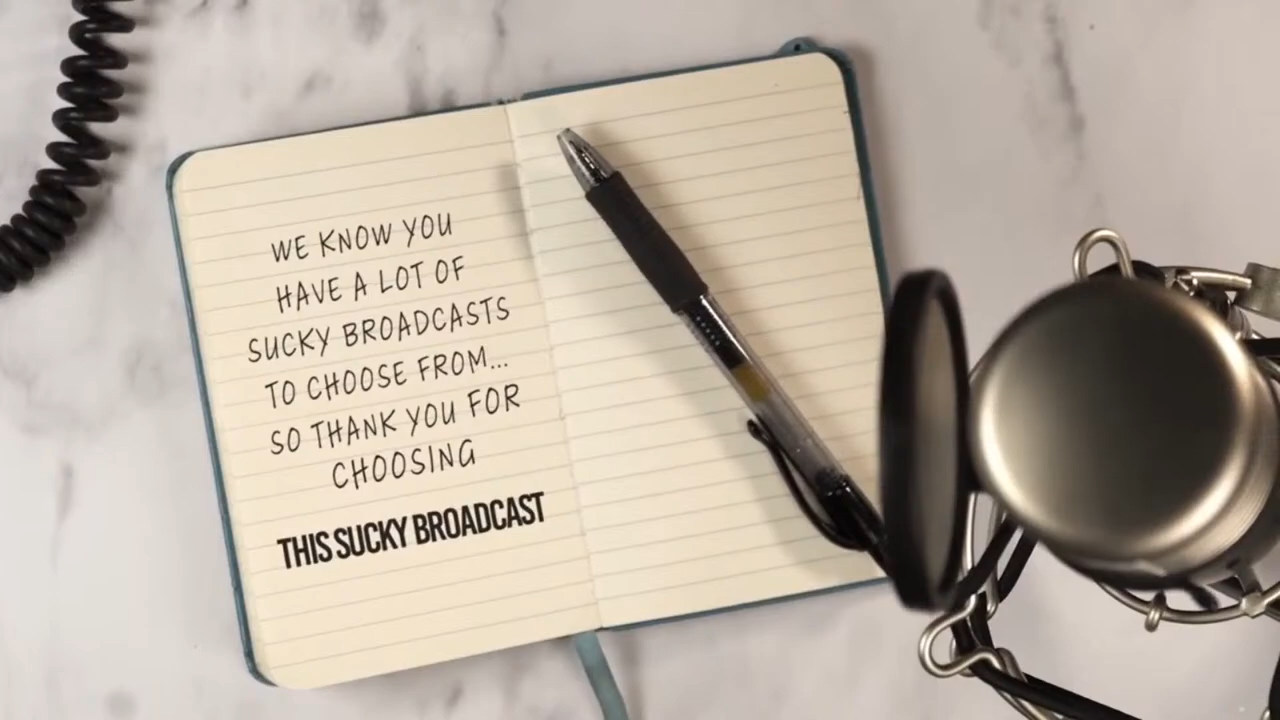 WE KNOW YOU
HAVE A LOT OF
SUCKY BROADCASTS
TO CHOOSE FROM...
SO THANK YOU FOR
CHOOSING
THIS SUCKY BROADCAST